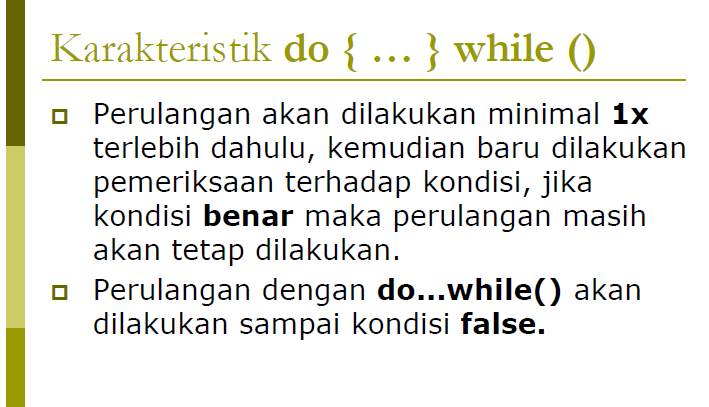 Karakteristik do { ... } while ()
Perulangan akan dilakukan minimal 1x
terlebih dahulu, kemudian baru dilakukan
pemeriksaan terhadap kondisi, jika
kondisi benar maka perulangan masih
akan tetap dilakukan.
Perulangan dengan do...while() akan
dilakukan sampai kondisi false.